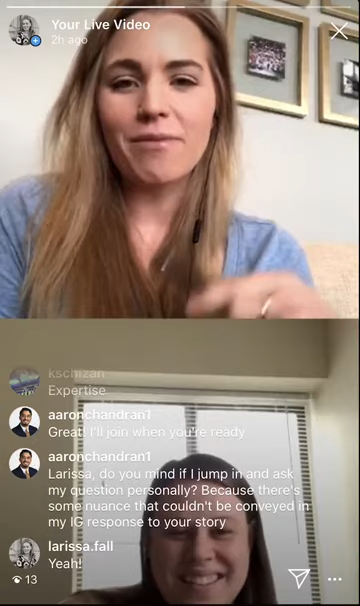 Your Live Video
2h ago
kschizan
Expertise
aaronchandran1
Great! I'll join when you're ready
aaronchandran1
Larissa, do you mind if I jump in and ask
my question personally? Because there's
some nuance that couldn't be conveyed in
my IG response to your story
larissa.fall
Yeah!
13